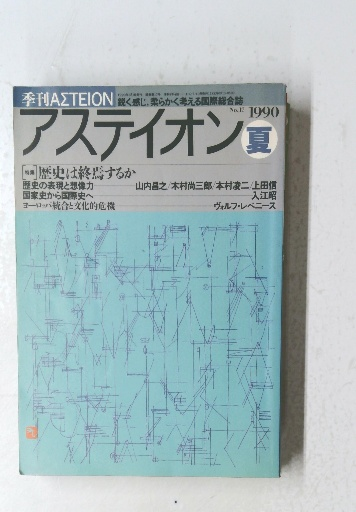 季刊ΑΣΤΕΙΟΝ
鋭く感じ、柔らかく考える国際総合誌
アステイオン
No.17 1990
夏
特集 歴史は終焉するか
歴史の表現と想像力 山内昌之/木村尚三郎/本村凌二/上田信
国家史から国際史へ 入江昭
ヨーロッパ統合と文化的危機 ヴォルフ・レペニース